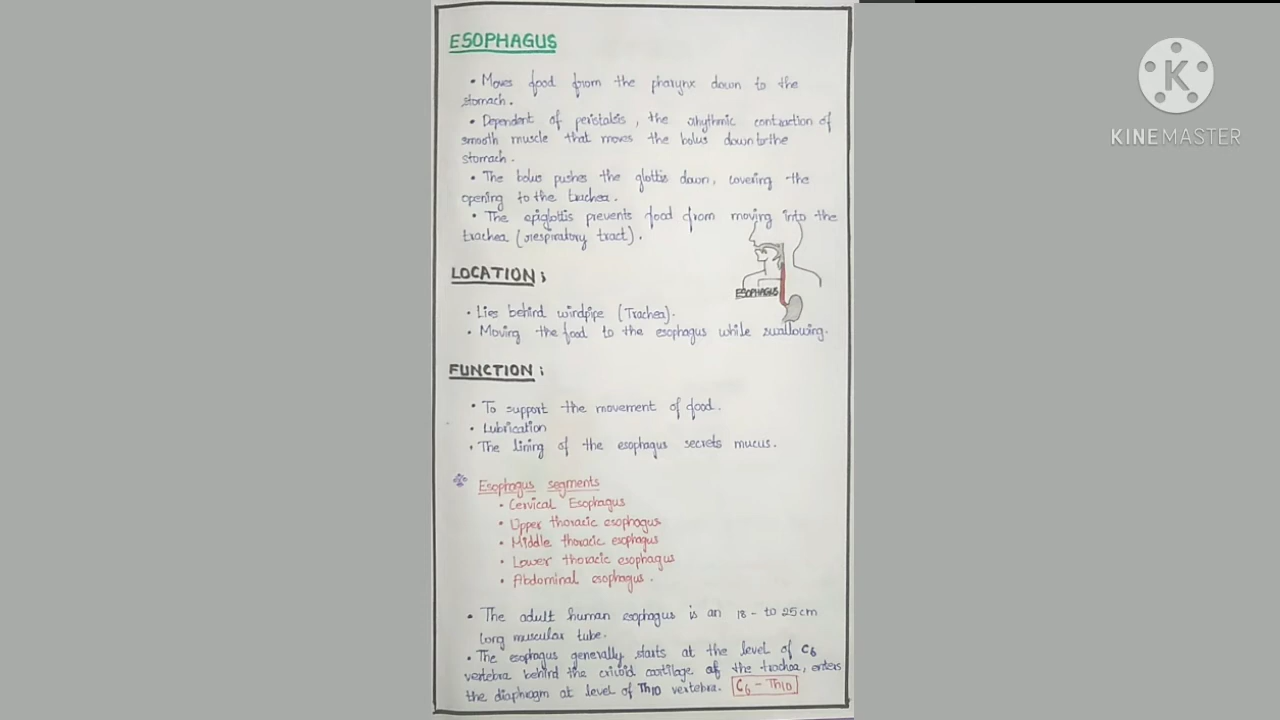 ESOPHAGUS
• Moves food from the pharynx down to the
stomach.
• Dependent of peristalsis, the rhythmic contraction of
smooth muscle that moves the bolus down to the
stomach.
• The bolus pushes the glottis down, covering the
opening to the trachea.
• The epiglottis prevents food from moving into the
trachea (respiratory tract).
LOCATION ;
ESOPHAGUS
• Lies behind windpipe (Trachea).
• Moving the food to the esophagus while swallowing.
FUNCTION :
• To support the movement of food.
• Lubrication
• The lining of the esophagus secrets mucus.
Esophagus segments
• Cervical Esophagus
• Upper thoracic esophagus
• Middle thoracic esophagus
• Lower thoracic esophagus
• Abdominal esophagus.
• The adult human esophagus is an 18 - to 25cm
long muscular tube.
• The esophagus generally starts at the level of C6
vertebra behind the cricoid cartilage of the trachea, enters
the diaphragm at level of Th10 vertebra. C6 - Th10
K
KINEMASTER